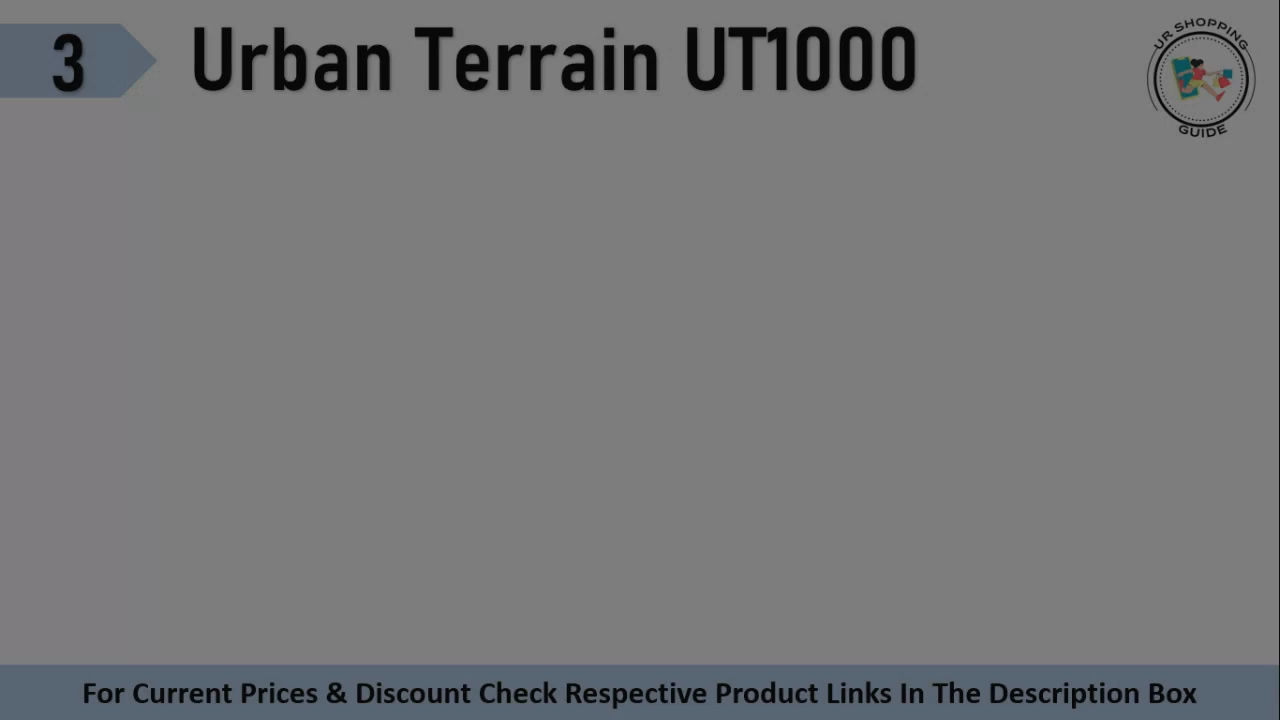 3
Urban Terrain UT1000
UR SHOPPING
GUIDE
For Current Prices & Discount Check Respective Product Links In The Description Box